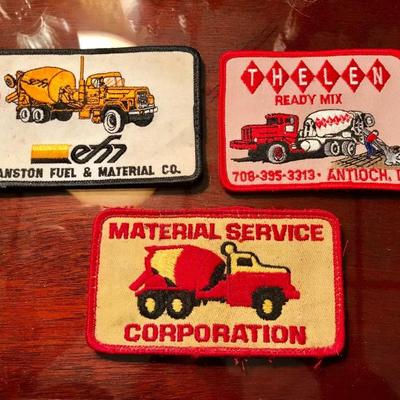 efm
ANSTON FUEL & MATERIAL CO.
THELEN
READY MIX
708-395-3313 • ANTIOCH, I
MATERIAL SERVICE
CORPORATION